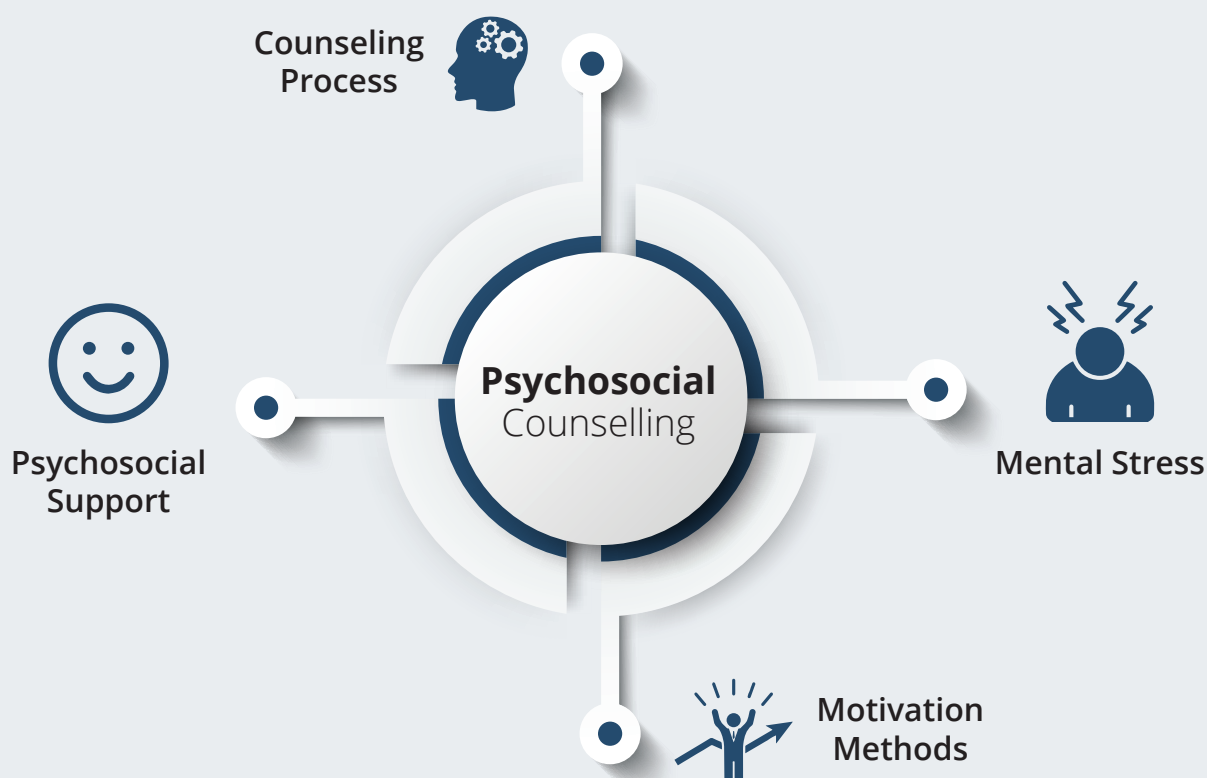 Counseling
Process
Psychosocial
Counselling
Psychosocial
Support
Mental Stress
Motivation
Methods